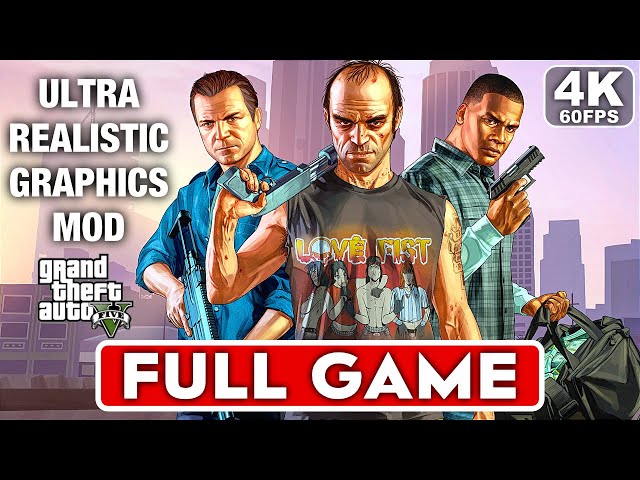 ULTRA
REALISTIC
GRAPHICS
MOD
grand
theft
auto
FIVE
4K
60FPS
LOVE FIST
FULL GAME